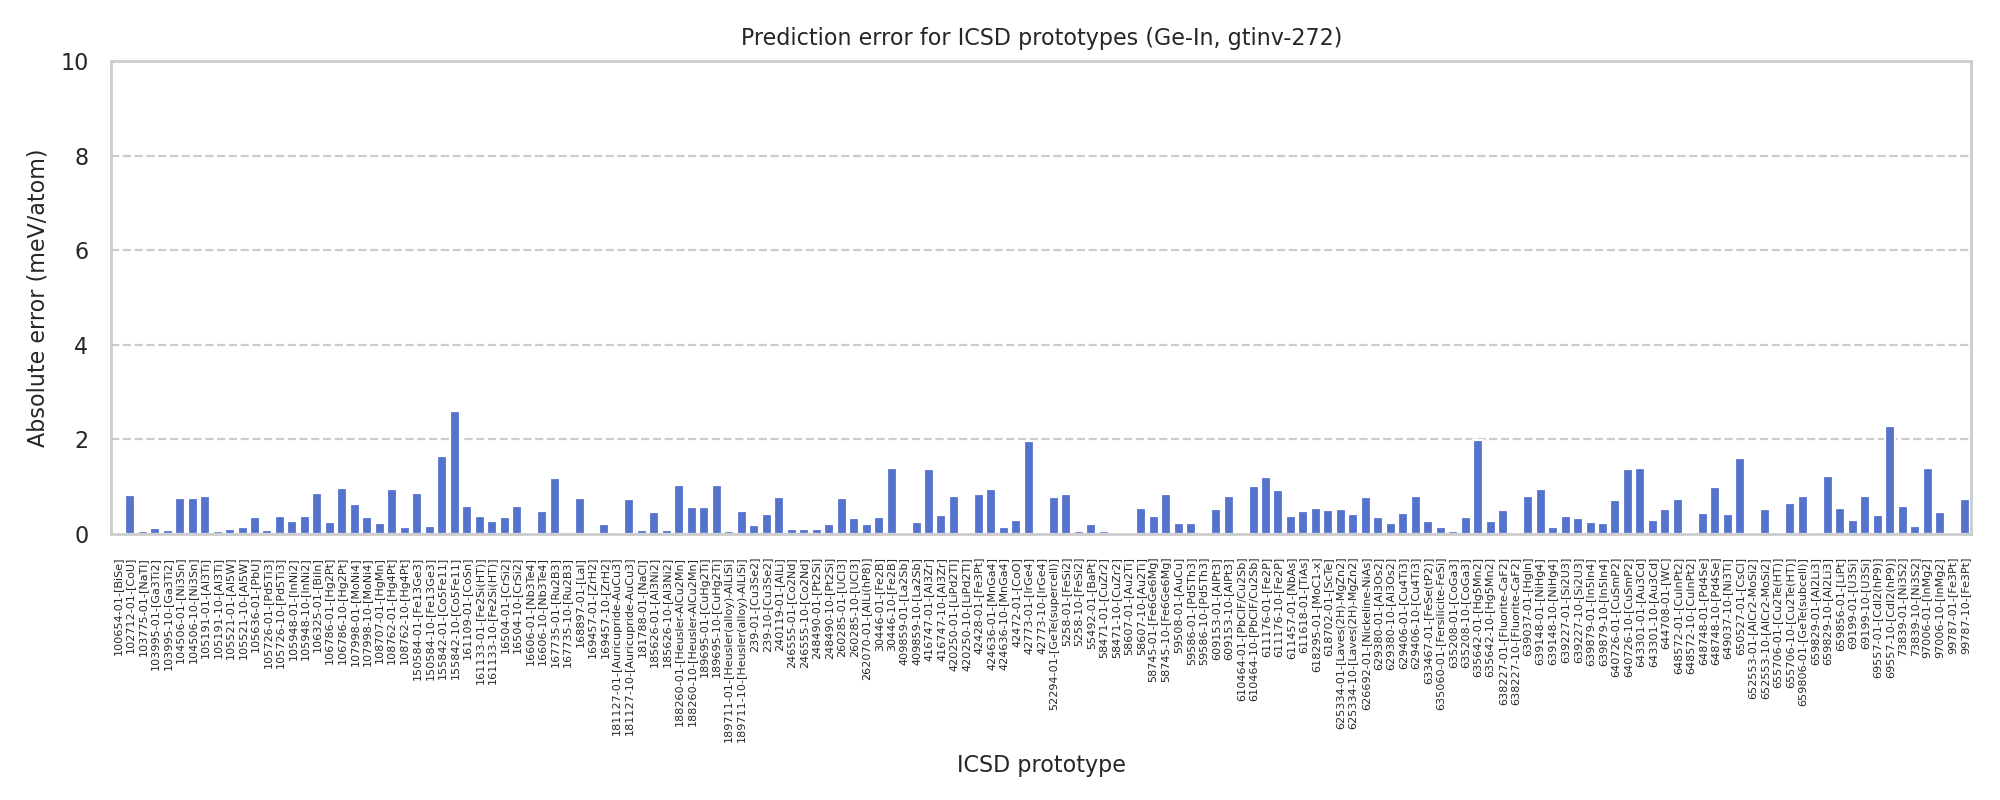 Prediction error for ICSD prototypes (Ge-In, gtinv-272)
10
8
6
4
2
0
Absolute error (meV/atom)
100654-01-[BiSe]
102712-01-[CoU]
103775-01-[NaTl]
103995-01-[Ga3Ti2]
103995-10-[Ga3Ti2]
104506-01-[Ni3Sn]
104506-10-[Ni3Sn]
105191-01-[Al3Ti]
105191-10-[Al3Ti]
105521-01-[Al5W]
105521-10-[Al5W]
105636-01-[PbU]
105726-01-[Pd5Ti3]
105726-10-[Pd5Ti3]
105948-01-[InNi2]
105948-10-[InNi2]
106325-01-[BiIn]
106786-01-[Hg2Pt]
106786-10-[Hg2Pt]
107998-01-[MoNi4]
107998-10-[MoNi4]
108707-01-[HgMn]
108762-01-[Hg4Pt]
108762-10-[Hg4Pt]
150584-01-[Fe13Ge3]
150584-10-[Fe13Ge3]
155842-01-[Co5Fe11]
155842-10-[Co5Fe11]
161109-01-[CoSn]
161133-01-[Fe2Si(HT)]
161133-10-[Fe2Si(HT)]
16504-01-[CrSi2]
16504-10-[CrSi2]
166006-01-[Nb3Te4]
166006-10-[Nb3Te4]
167735-01-[Ru2B3]
167735-10-[Ru2B3]
168897-01-[LaI]
169457-01-[ZrH2]
169457-10-[ZrH2]
181127-01-[Auricupride-AuCu3]
181127-10-[Auricupride-AuCu3]
181788-01-[NaCl]
185626-01-[Al3Ni2]
185626-10-[Al3Ni2]
188260-01-[Heusler-AlCu2Mn]
188260-10-[Heusler-AlCu2Mn]
189695-01-[CuHg2Ti]
189695-10-[CuHg2Ti]
189711-01-[Heusler(alloy)-AlLiSi]
189711-10-[Heusler(alloy)-AlLiSi]
239-01-[Cu3Se2]
239-10-[Cu3Se2]
240119-01-[AlLi]
246555-01-[Co2Nd]
246555-10-[Co2Nd]
248490-01-[Pt2Si]
248490-10-[Pt2Si]
260285-01-[UCl3]
260285-10-[UCl3]
262070-01-[AlLi(hP8)]
30446-01-[Fe2B]
30446-10-[Fe2B]
409859-01-[La2Sb]
409859-10-[La2Sb]
416747-01-[Al3Zr]
416747-10-[Al3Zr]
420250-01-[LiPd2Tl]
420250-10-[LiPd2Tl]
42428-01-[Fe3Pt]
424636-01-[MnGa4]
424636-10-[MnGa4]
42472-01-[CoO]
42773-01-[IrGe4]
42773-10-[IrGe4]
52294-01-[GeTe(supercell)]
5258-01-[FeSi2]
5258-10-[FeSi2]
55492-01-[BaPt]
58471-01-[CuZr2]
58471-10-[CuZr2]
58607-01-[Au2Ti]
58607-10-[Au2Ti]
58745-01-[Fe6Ge6Mg]
58745-10-[Fe6Ge6Mg]
59508-01-[AuCu]
59586-01-[Pd5Th3]
59586-10-[Pd5Th3]
609153-01-[AlPt3]
609153-10-[AlPt3]
610464-01-[PbClF/Cu2Sb]
610464-10-[PbClF/Cu2Sb]
611176-01-[Fe2P]
611176-10-[Fe2P]
611457-01-[NbAs]
611618-01-[TiAs]
618295-01-[MoC1-x]
618702-01-[ScTe]
625334-01-[Laves(2H)-MgZn2]
625334-10-[Laves(2H)-MgZn2]
626692-01-[Nickeline-NiAs]
629380-01-[Al3Os2]
629380-10-[Al3Os2]
629406-01-[Cu4Ti3]
629406-10-[Cu4Ti3]
633467-01-[FeSe(tP2)]
635060-01-[Fersilicite-FeSi]
635208-01-[CoGa3]
635208-10-[CoGa3]
635642-01-[Hg5Mn2]
635642-10-[Hg5Mn2]
638227-01-[Fluorite-CaF2]
638227-10-[Fluorite-CaF2]
639037-01-[HgIn]
639148-01-[NiHg4]
639148-10-[NiHg4]
639227-01-[Si2U3]
639227-10-[Si2U3]
639879-01-[In5In4]
639879-10-[In5In4]
640726-01-[CuSmP2]
640726-10-[CuSmP2]
643301-01-[Au3Cd]
643301-10-[Au3Cd]
644708-01-[WC]
648572-01-[CuInPt2]
648572-10-[CuInPt2]
648748-01-[Pd4Se]
648748-10-[Pd4Se]
649037-10-[Ni3Ti]
650527-01-[CsCl]
652553-01-[AlCr2-MoSi2]
652553-10-[AlCr2-MoSi2]
655706-01-[Cu2Te(HT)]
655706-10-[Cu2Te(HT)]
659806-01-[GeTe(subcell)]
659829-01-[Al2Li3]
659829-10-[Al2Li3]
659856-01-[LiPt]
69199-01-[U3Si]
69199-10-[U3Si]
69557-01-[CdI2(hP9)]
69557-10-[CdI2(hP9)]
73839-01-[Ni3S2]
73839-10-[Ni3S2]
97006-01-[InMg2]
97006-10-[InMg2]
99787-01-[Fe3Pt]
99787-10-[Fe3Pt]
ICSD prototype